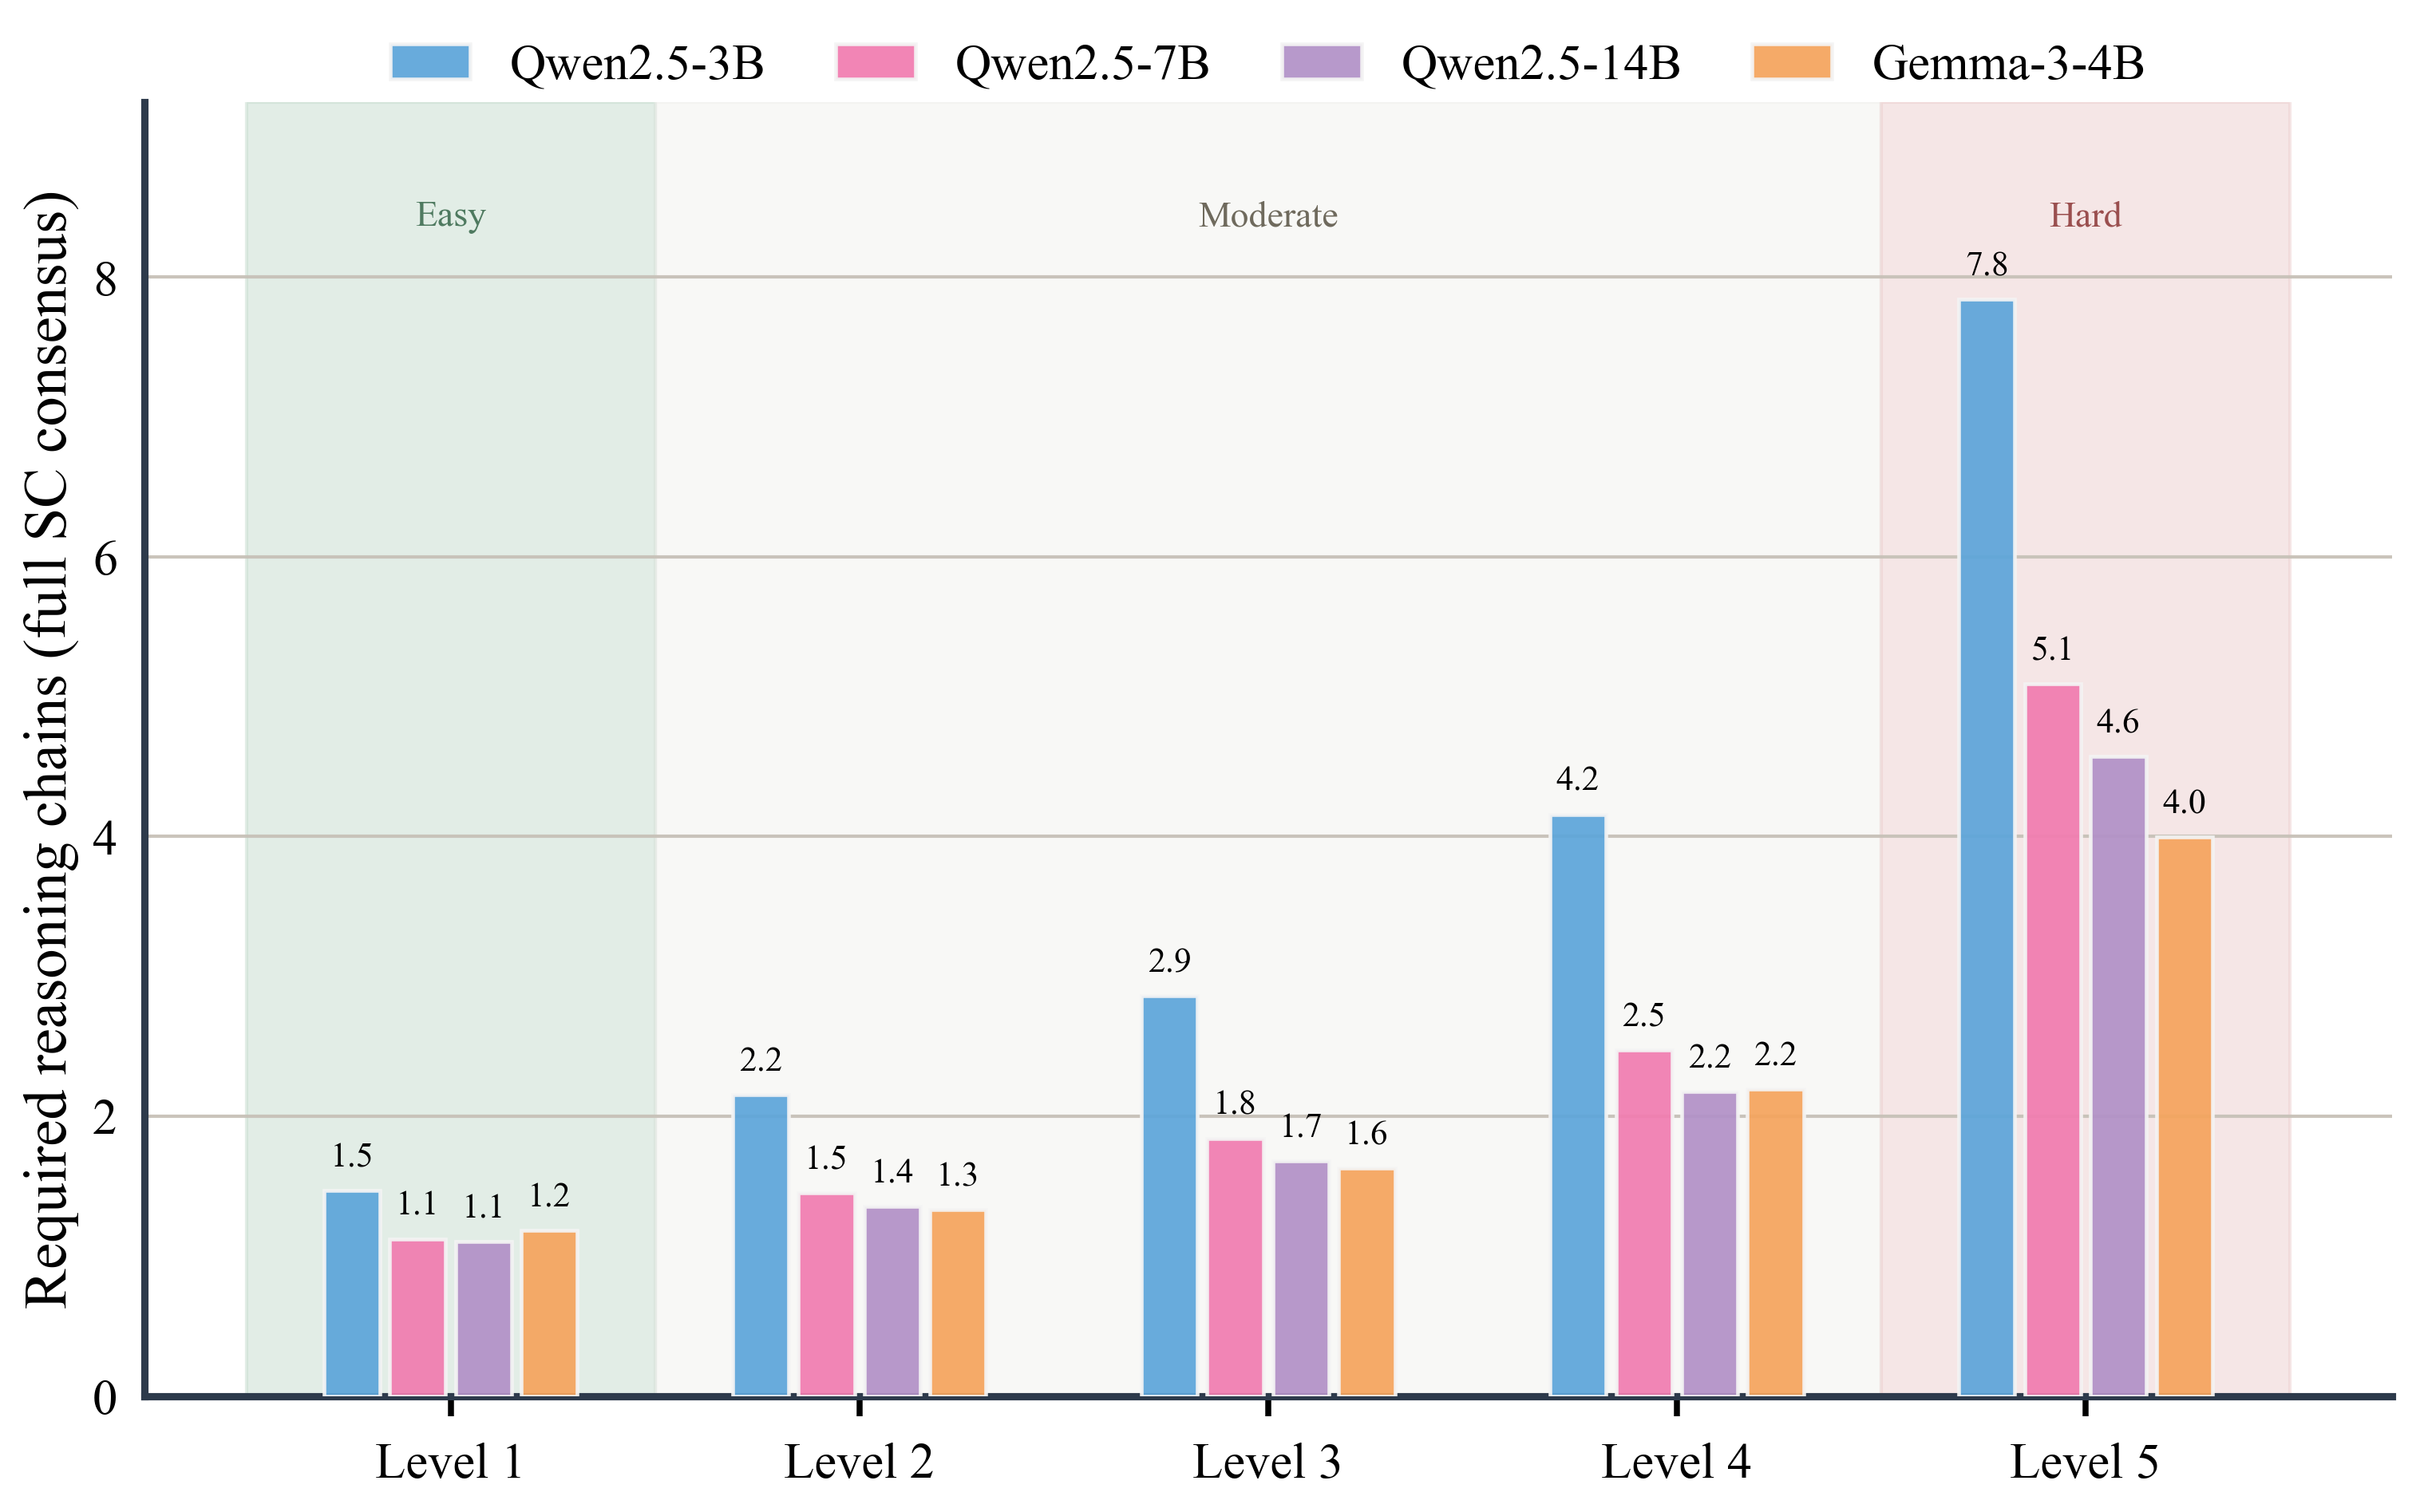 Qwen2.5-3B Qwen2.5-7B Qwen2.5-14B Gemma-3-4B
Required reasoning chains (full SC consensus)
Easy Moderate Hard
8
6
4
2
0
1.5 1.1 1.1 1.2
2.2 1.5 1.4 1.3
2.9 1.8 1.7 1.6
4.2 2.5 2.2 2.2
7.8 5.1 4.6 4.0
Level 1 Level 2 Level 3 Level 4 Level 5